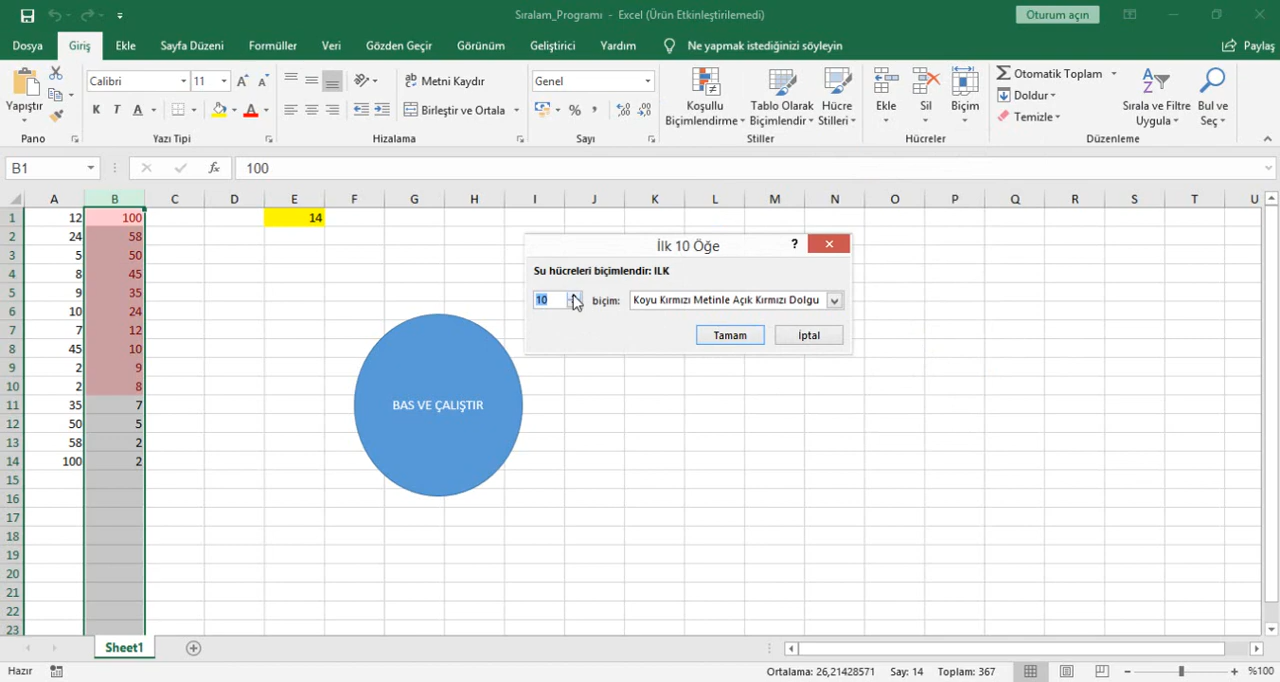 Sıralam_Programı - Excel (Ürün Etkinleştirilemedi)
Oturum açın
Dosya Giriş Ekle Sayfa Düzeni Formüller Veri Gözden Geçir Görünüm Geliştirici Yardım Ne yapmak istediğinizi söyleyin Paylaş
Yapıştır
Calibri 11
K T A
Metni Kaydır
Birleştir ve Ortala
Genel
Koşullu Biçimlendirme
Tablo Olarak Biçimlendir
Hücre Stilleri
Ekle Sil Biçim
Otomatik Toplam
Doldur
Temizle
Sırala ve Filtre Uygula
Bul ve Seç
Pano Yazı Tipi Hizalama Sayı Stiller Hücreler Düzenleme
B1 fx 100
A B C D E F G H I J K L M N O P Q R S T U
1 12 100 14
2 24 58
3 5 50
4 8 45
5 9 35
6 10 24
7 7 12
8 45 10
9 2 9
10 2 8
11 35 7
12 50 5
13 58 2
14 100 2
15
16
17
18
19
20
21
22
23
İlk 10 Öğe
?
Şu hücreleri biçimlendir: ILK
10 biçim: Koyu Kırmızı Metinle Açık Kırmızı Dolgu
Tamam İptal
BAS VE ÇALIŞTIR
Sheet1
Hazır Ortalama: 26,21428571 Say: 14 Toplam: 367 %100